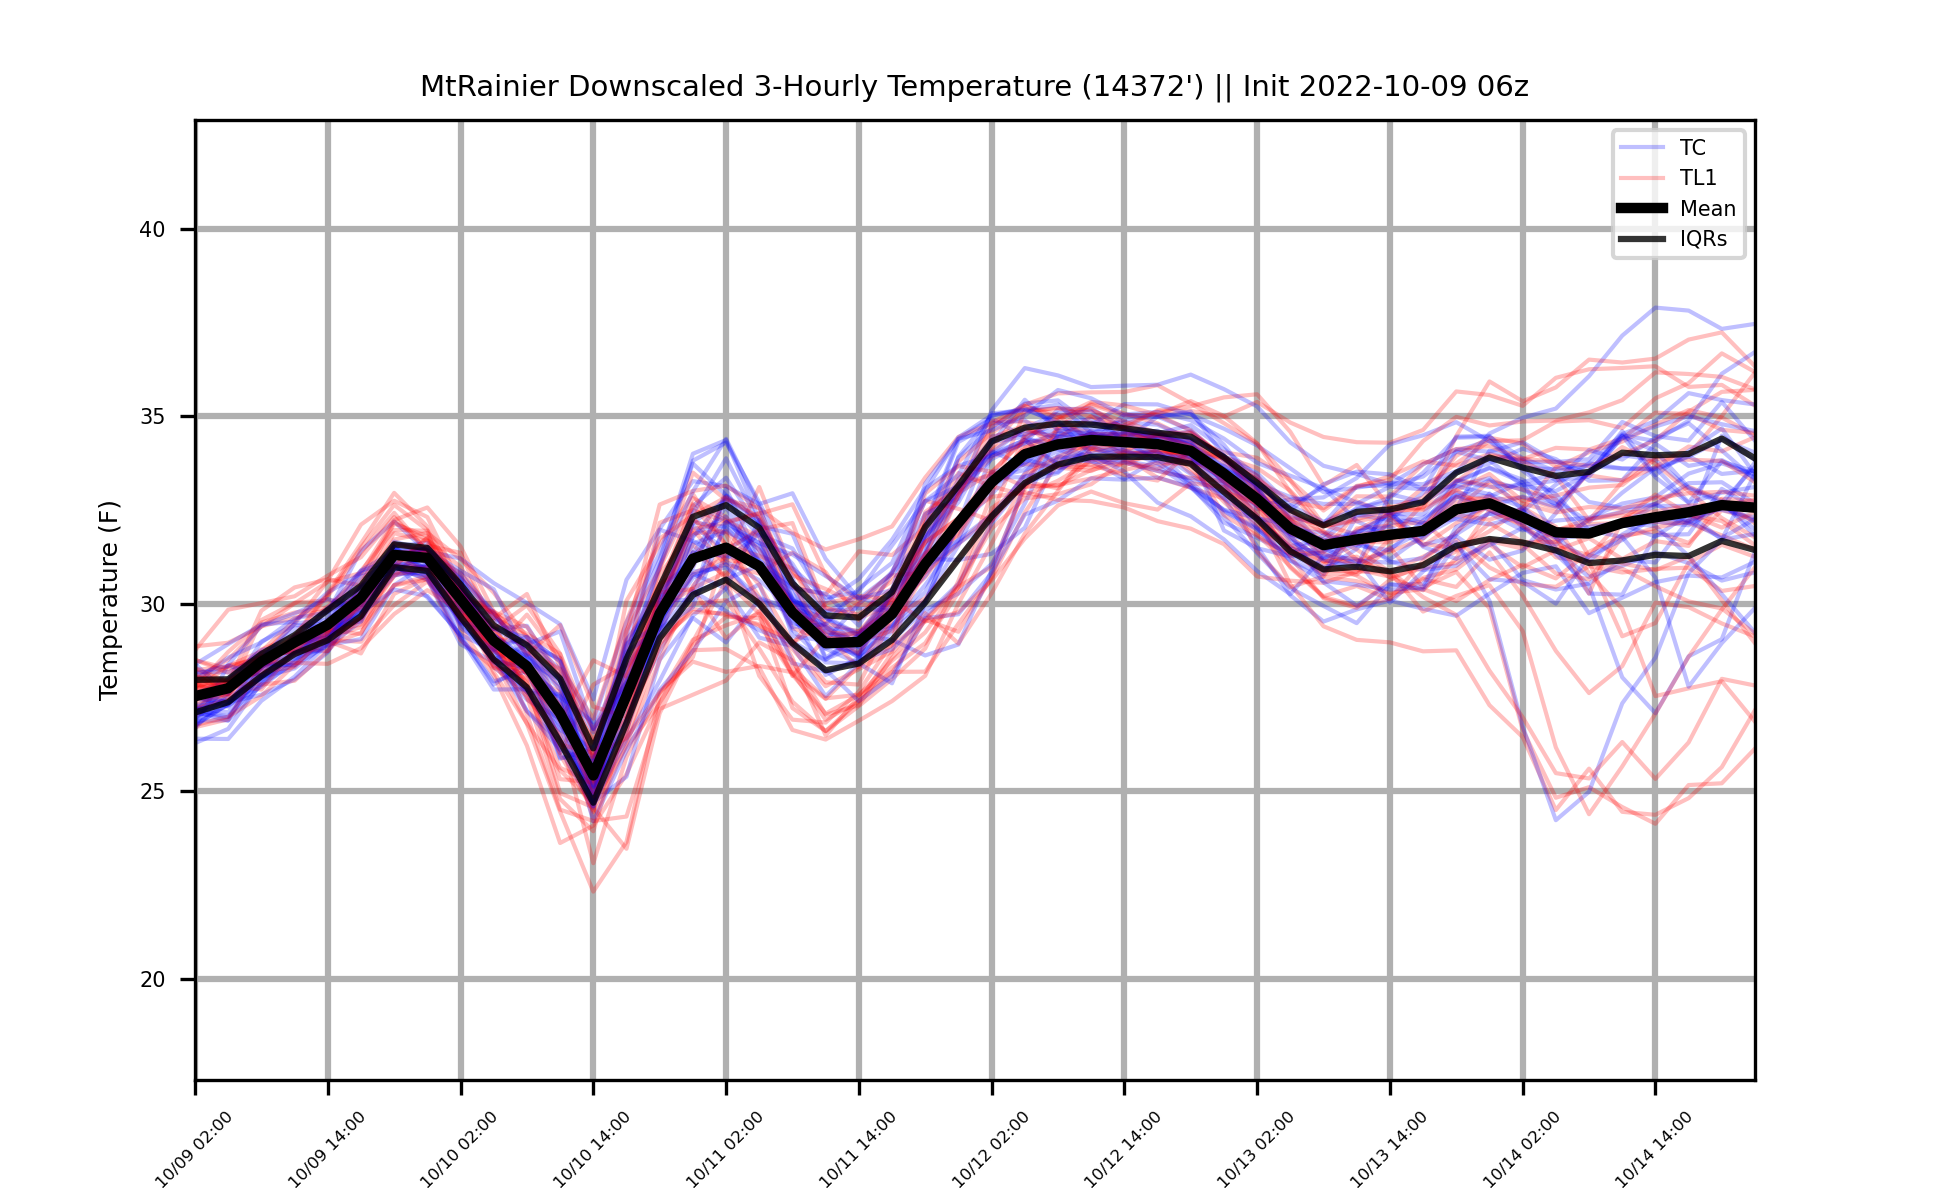 MtRainier Downscaled 3-Hourly Temperature (14372') || Init 2022-10-09 06z
TC
TL1
Mean
IQRs
Temperature (F)
40
35
30
25
20
10/09 02:00
10/09 14:00
10/10 02:00
10/10 14:00
10/11 02:00
10/11 14:00
10/12 02:00
10/12 14:00
10/13 02:00
10/13 14:00
10/14 02:00
10/14 14:00